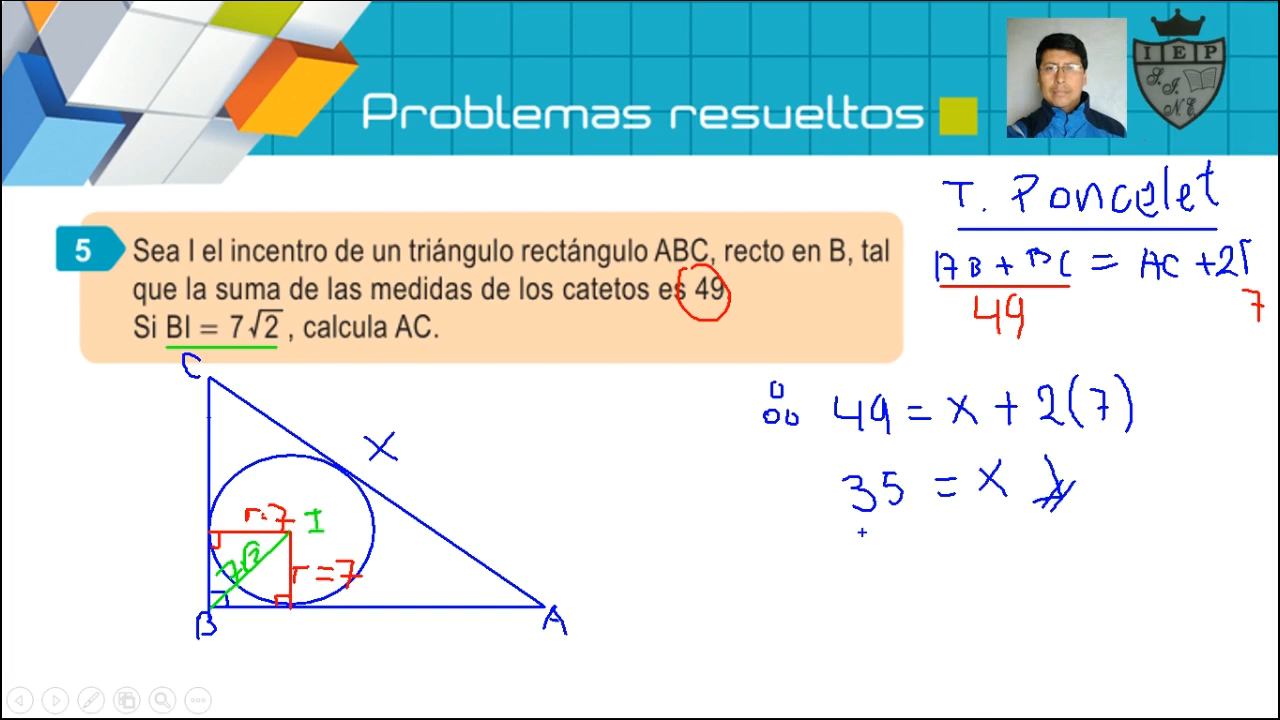 Problemas resueltos
I E P
S. J. N E
5
Sea I el incentro de un triángulo rectángulo ABC, recto en B, tal
que la suma de las medidas de los catetos es 49.
Si BI = 7√2 , calcula AC.
T. Poncelet
AB + BC = AC + 2r
49
7
∴ 49 = x + 2(7)
35 = x
C
X
r=7
I
7√2
r = 7
B
A